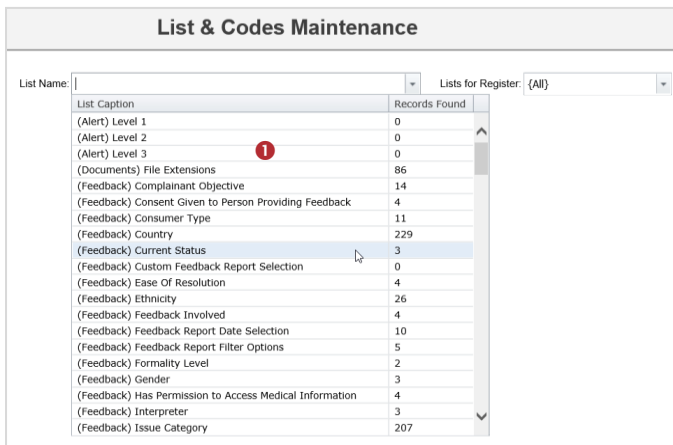 List & Codes Maintenance
List Name: Lists for Register: {All}
List Caption Records Found
(Alert) Level 1 0
(Alert) Level 2 0
(Alert) Level 3 0
1
(Documents) File Extensions 86
(Feedback) Complainant Objective 14
(Feedback) Consent Given to Person Providing Feedback 4
(Feedback) Consumer Type 11
(Feedback) Country 229
(Feedback) Current Status 3
(Feedback) Custom Feedback Report Selection 0
(Feedback) Ease Of Resolution 4
(Feedback) Ethnicity 26
(Feedback) Feedback Involved 4
(Feedback) Feedback Report Date Selection 10
(Feedback) Feedback Report Filter Options 5
(Feedback) Formality Level 2
(Feedback) Gender 3
(Feedback) Has Permission to Access Medical Information 4
(Feedback) Interpreter 3
(Feedback) Issue Category 207